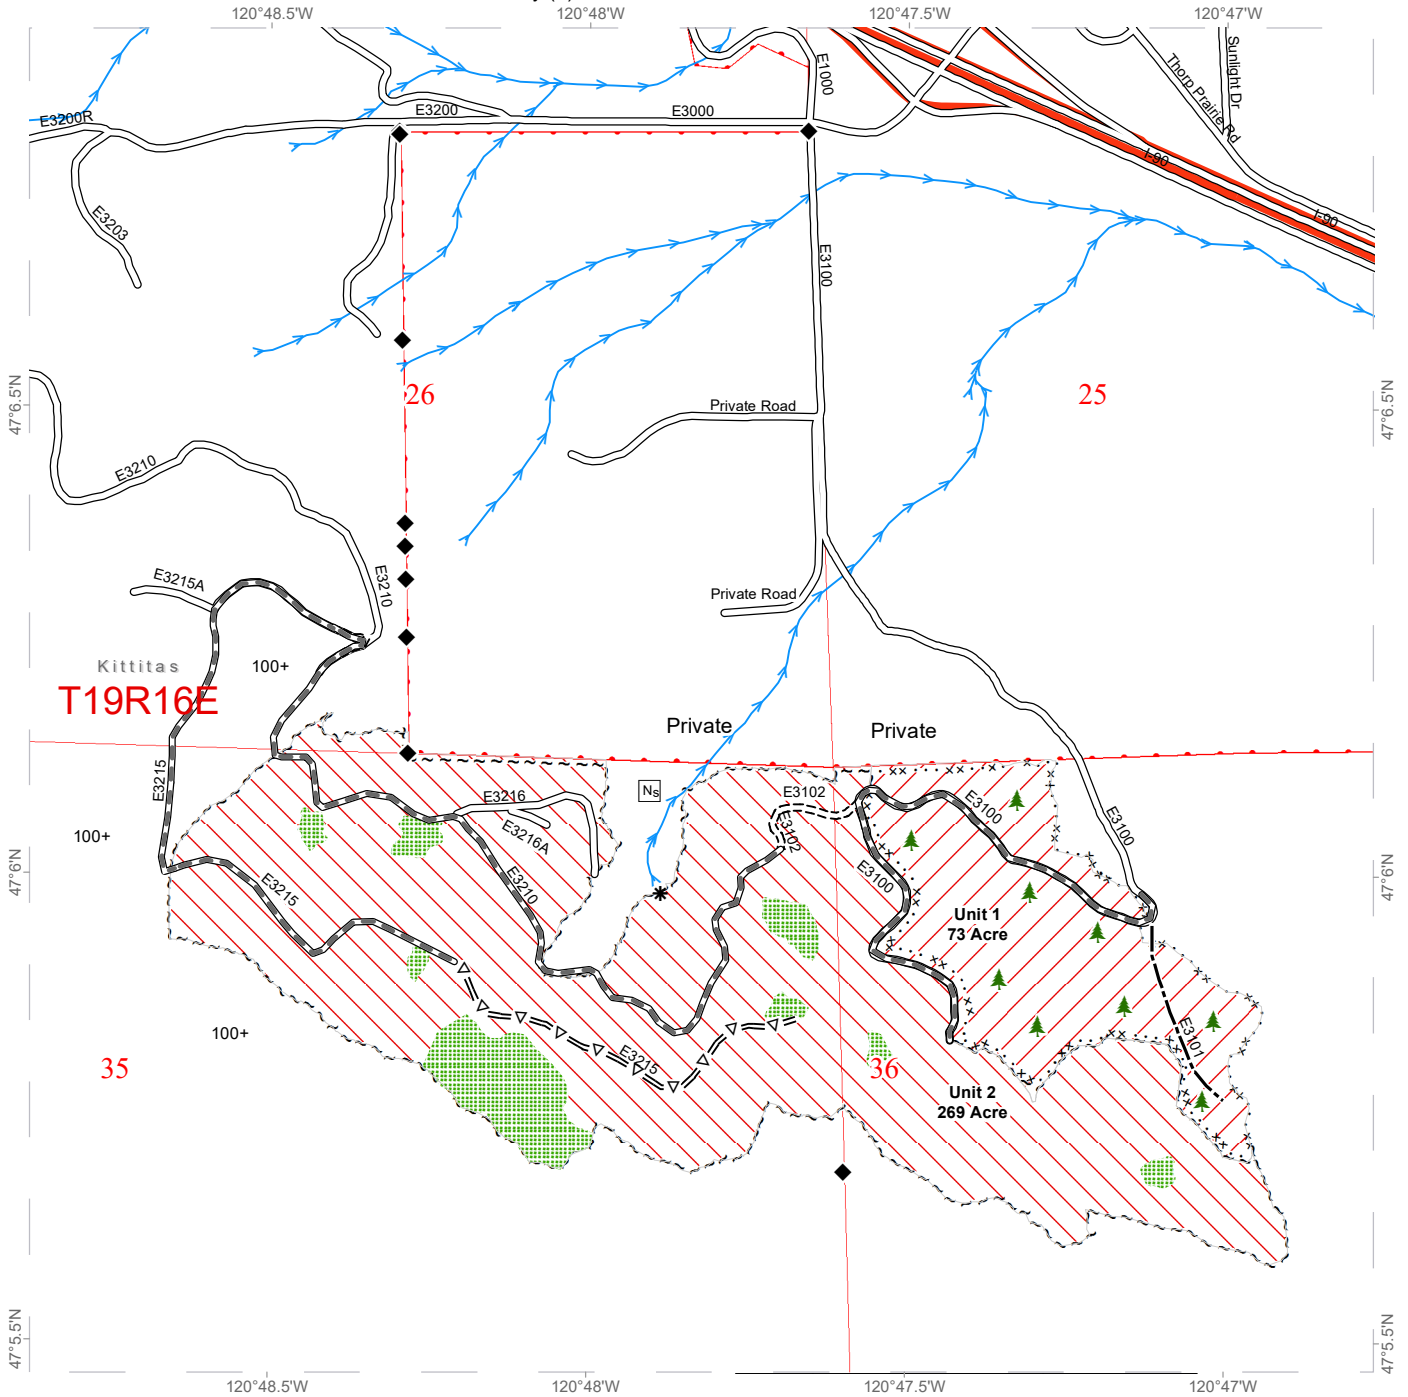 120°48.5'W
120°48'W
120°47.5'W
120°47'W
E1000
Sunlight Dr
Thorp Prairie Rd
E3200R
E3200
E3000
I-90
I-90
E3203
E3100
47°6.5'N
26
25
47°6.5'N
Private Road
E3210
E3215A
E3210
Private Road
Kittitas
100+
T19R16E
Private
Private
E3215
Ns
E3216
E3102
E3100
E3216A
E3102
E3100
100+
47°6'N
E3210
E3100
47°6'N
E3215
Unit 1
73 Acre
100+
E3215
E3101
35
36
Unit 2
269 Acre
47°5.5'N
47°5.5'N
120°48.5'W
120°48'W
120°47.5'W
120°47'W